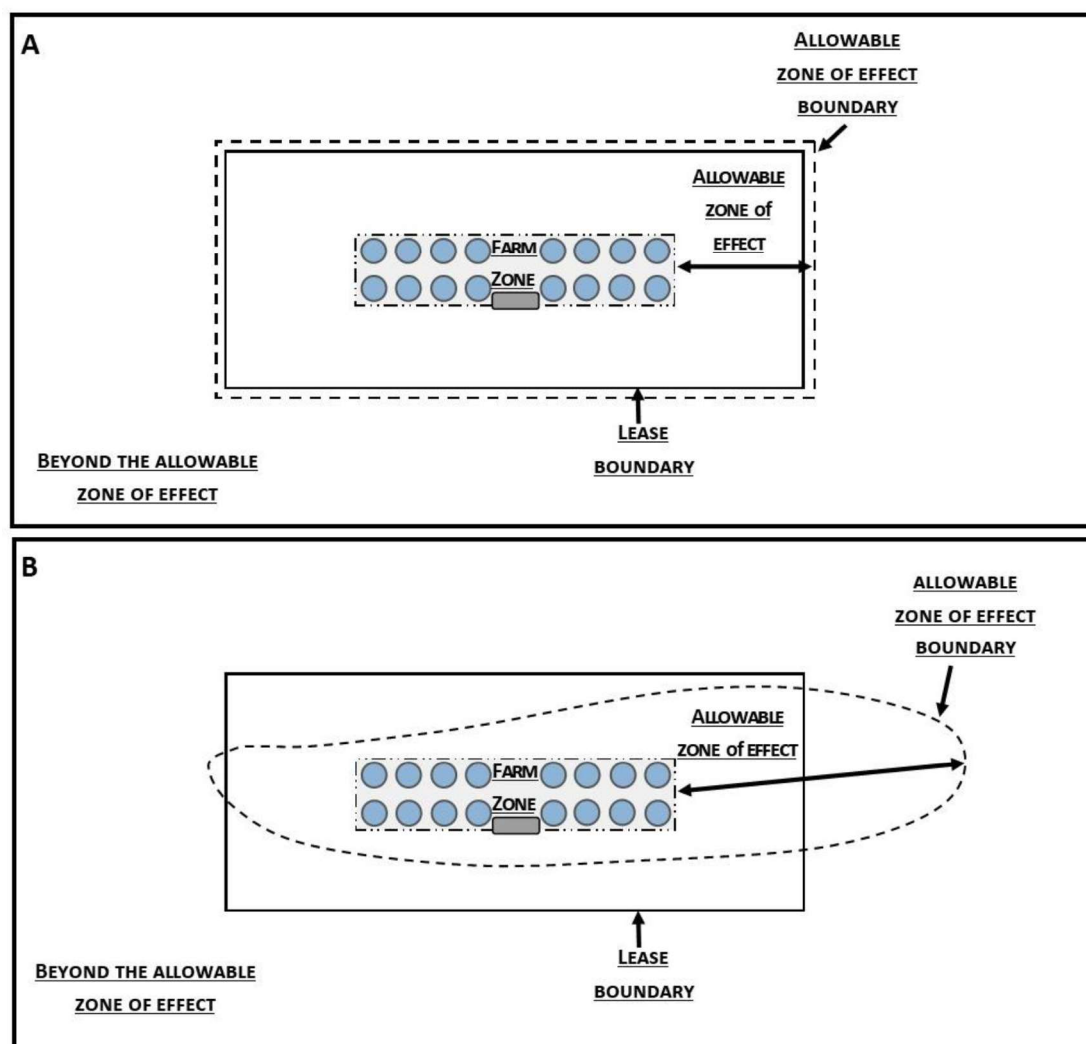 A
ALLOWABLE
ZONE OF EFFECT
BOUNDARY
ALLOWABLE
ZONE of
EFFECT
FARM
ZONE
LEASE
BOUNDARY
BEYOND THE ALLOWABLE
ZONE OF EFFECT
B
ALLOWABLE
ZONE OF EFFECT
BOUNDARY
ALLOWABLE
ZONE of EFFECT
FARM
ZONE
LEASE
BOUNDARY
BEYOND THE ALLOWABLE
ZONE OF EFFECT